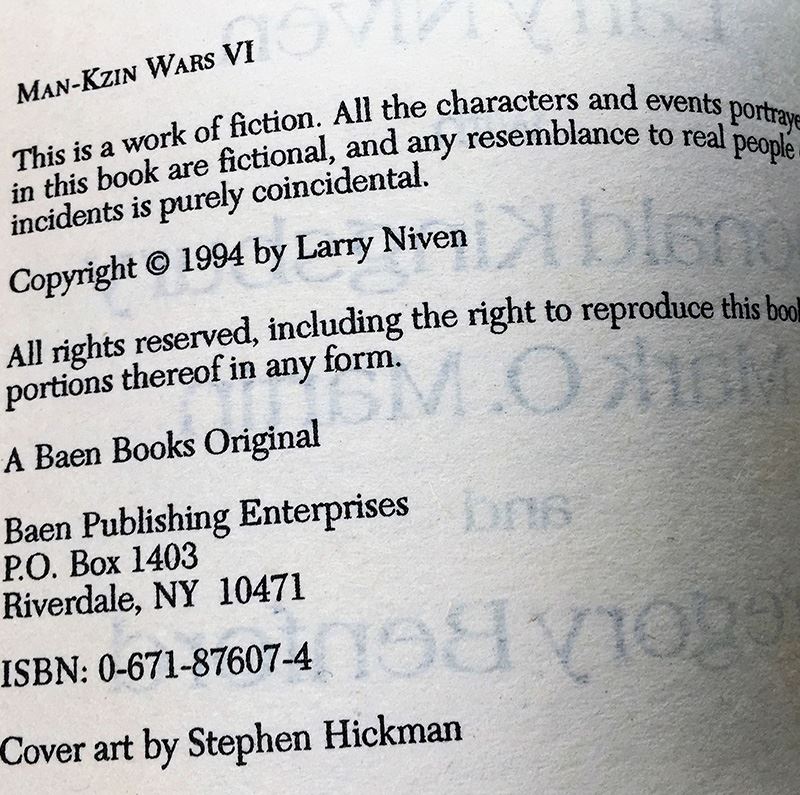 MAN-KZIN WARS VI
This is a work of fiction. All the characters and events portraye
in this book are fictional, and any resemblance to real people
incidents is purely coincidental.
Copyright © 1994 by Larry Niven
All rights reserved, including the right to reproduce this book
portions thereof in any form.
A Baen Books Original
Baen Publishing Enterprises
P.O. Box 1403
Riverdale, NY 10471
ISBN: 0-671-87607-4
Cover art by Stephen Hickman